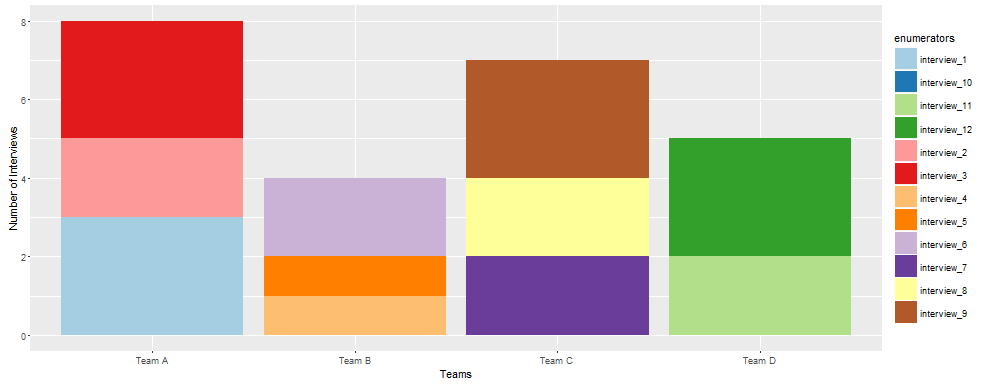 8
6
4
2
0
Number of Interviews
Team A
Team B
Team C
Team D
Teams
enumerators
interview_1
interview_10
interview_11
interview_12
interview_2
interview_3
interview_4
interview_5
interview_6
interview_7
interview_8
interview_9